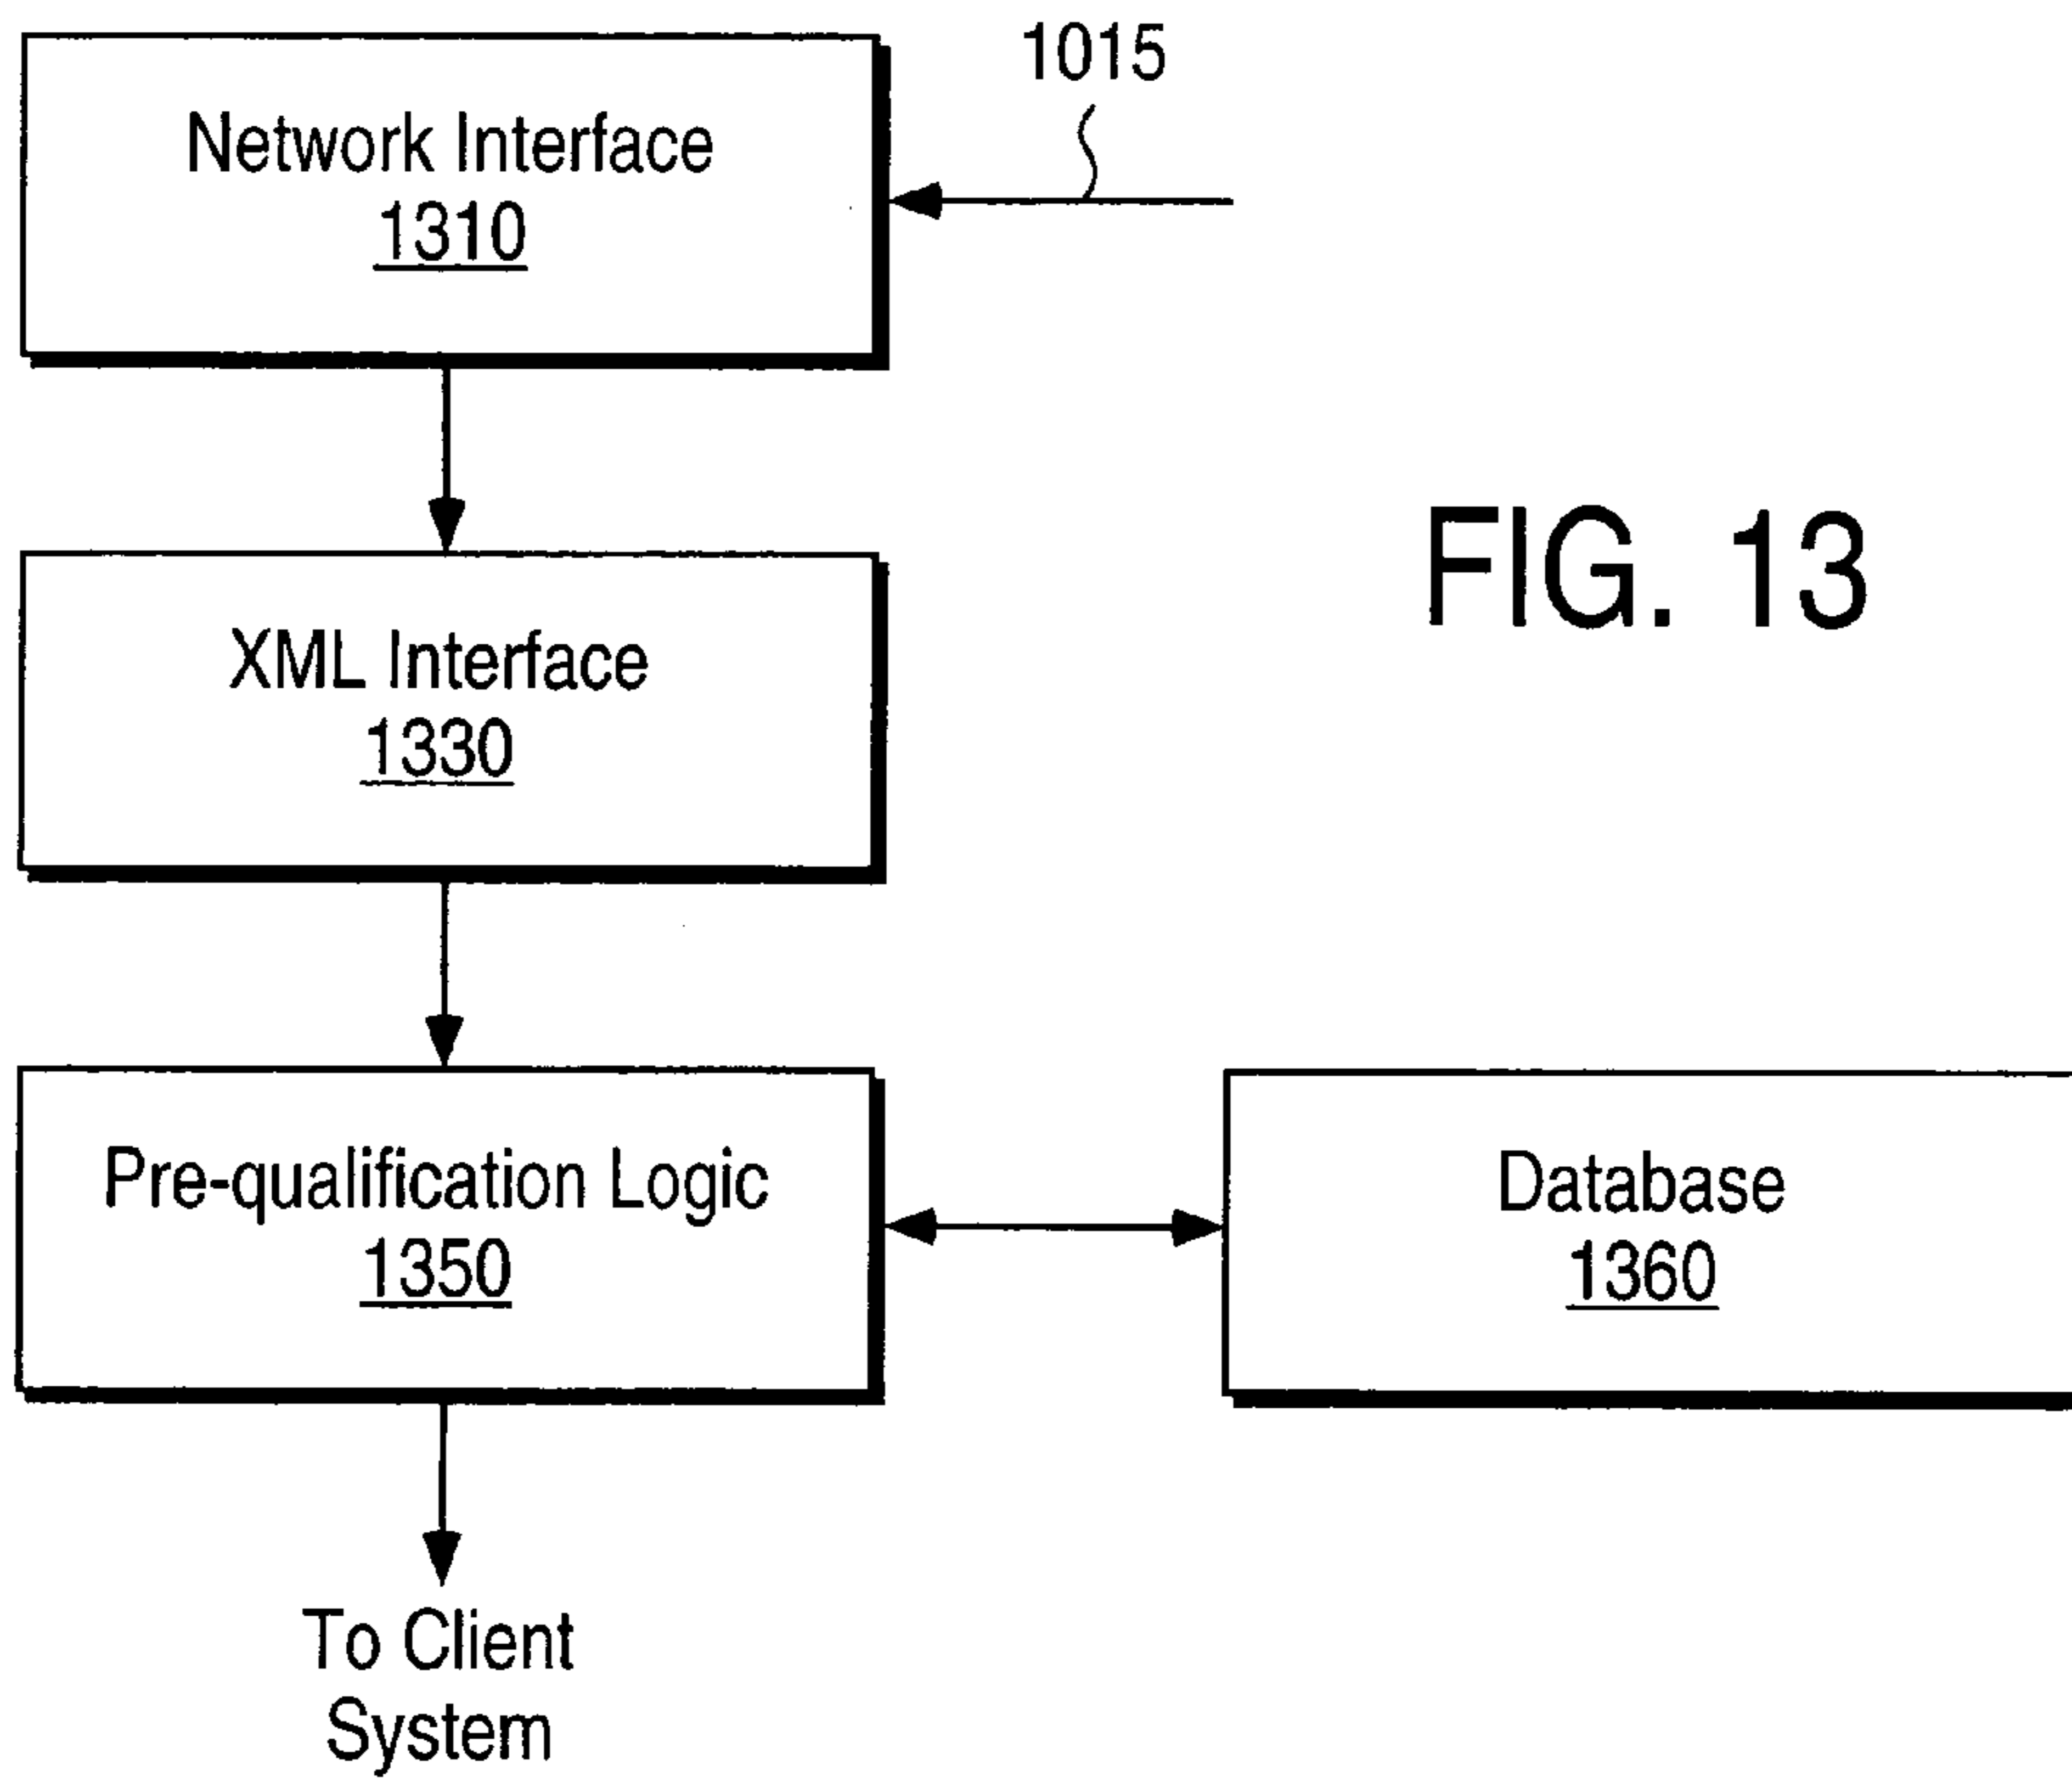 Network Interface
1310
1015
XML Interface
1330
FIG. 13
Pre-qualification Logic
1350
Database
1360
To Client
System